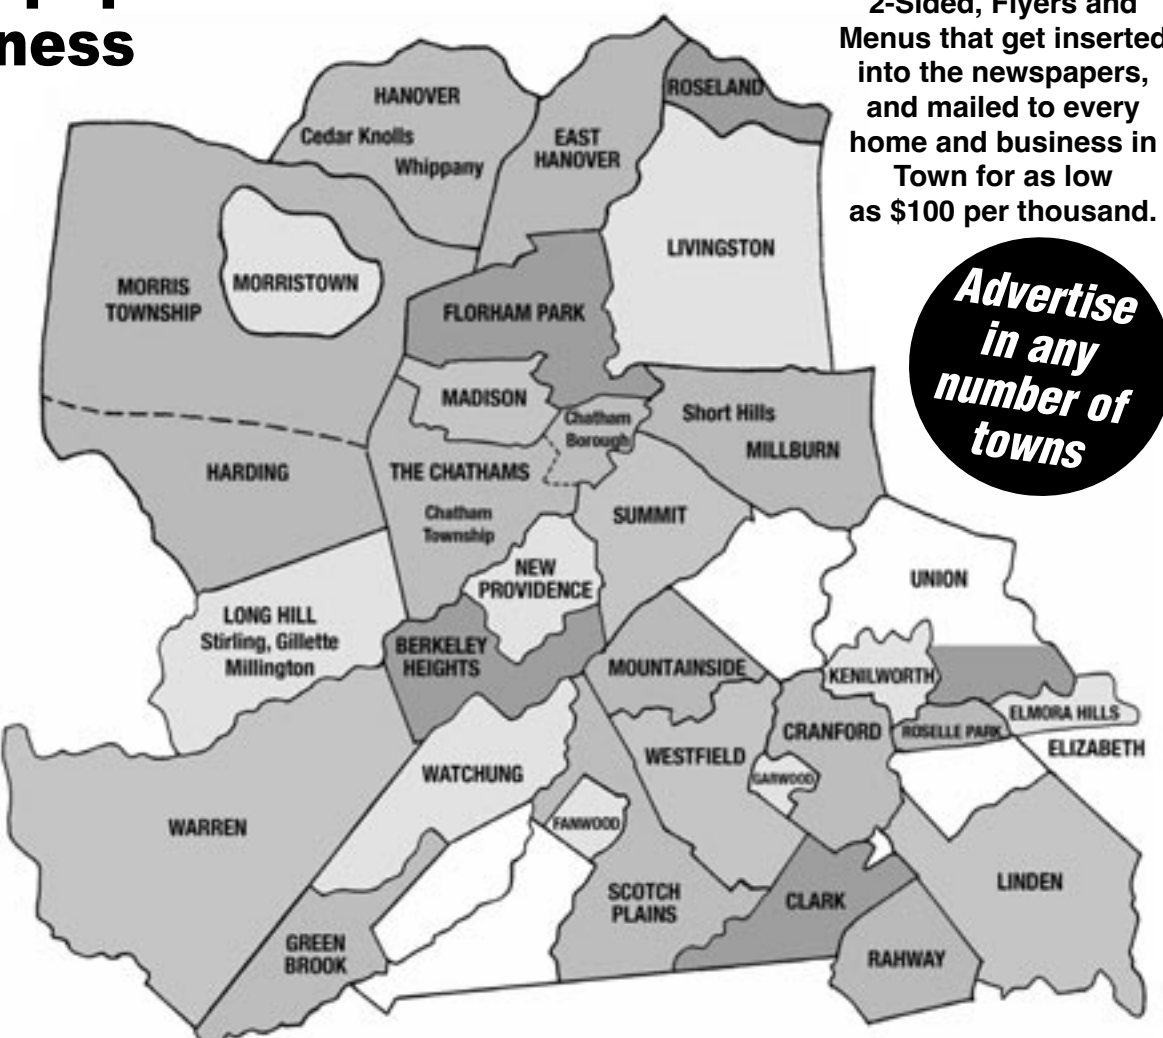 ness
2-Sided, Flyers and
Menus that get inserted
into the newspapers,
and mailed to every
home and business in
Town for as low
as $100 per thousand.
Advertise
in any
number of
towns
HANOVER
Cedar Knolls
Whippany
EAST
HANOVER
ROSELAND
LIVINGSTON
MORRIS
TOWNSHIP
MORRISTOWN
FLORHAM PARK
MADISON
Chatham
Borough
Short Hills
MILLBURN
HARDING
THE CHATHAMS
Chatham
Township
SUMMIT
NEW
PROVIDENCE
UNION
LONG HILL
Stirling, Gillette
Millington
BERKELEY
HEIGHTS
MOUNTAINSIDE
KENILWORTH
ELMORA HILLS
ROSELLE PARK
ELIZABETH
CRANFORD
WESTFIELD
GARWOOD
WATCHUNG
WARREN
FANWOOD
SCOTCH
PLAINS
CLARK
LINDEN
GREEN
BROOK
RAHWAY